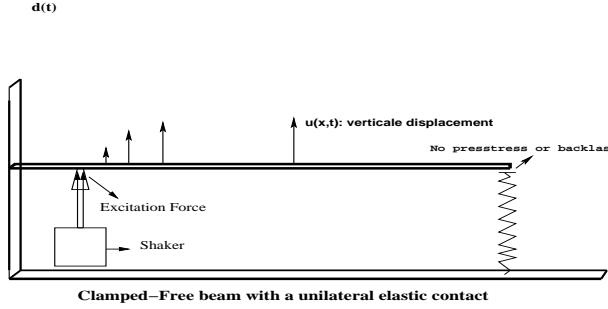 d(t)
u(x,t): verticale displacement
No presstress or backlas
Excitation Force
Shaker
Clamped–Free beam with a unilateral elastic contact